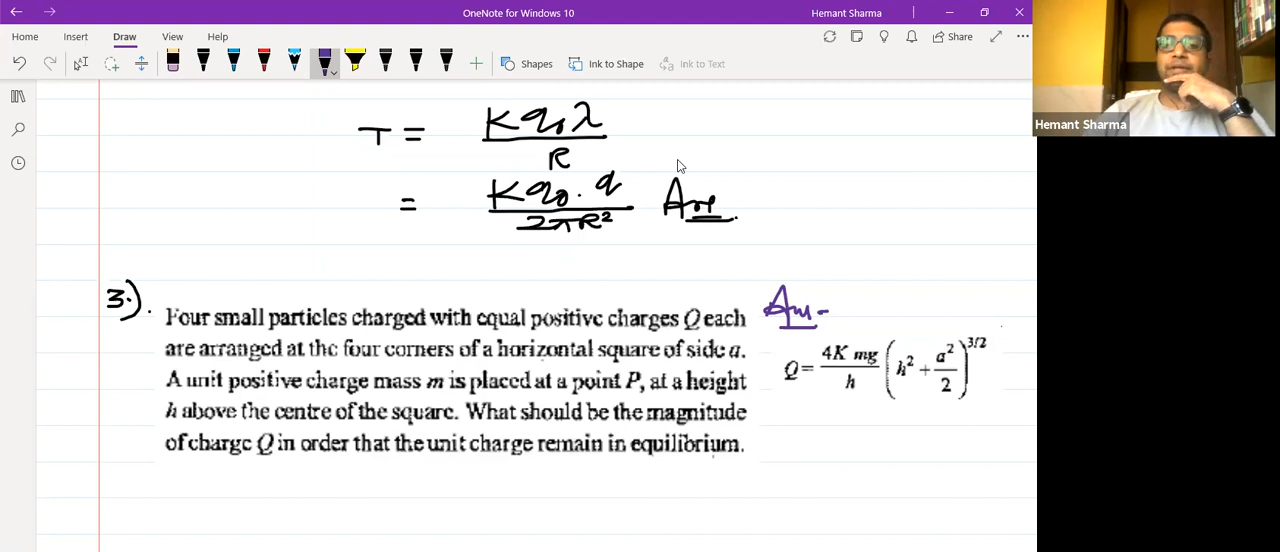 OneNote for Windows 10
Hemant Sharma
Home Insert Draw View Help
Share
Shapes Ink to Shape Ink to Text
Hemant Sharma
T = Kq₀λ / R
= Kq₀·q / 2πR² Ans.
3.).
Four small particles charged with equal positive charges Q each
are arranged at the four corners of a horizontal square of side a.
A unit positive charge mass m is placed at a point P, at a height
h above the centre of the square. What should be the magnitude
of charge Q in order that the unit charge remain in equilibrium.
Ans-
Q = 4K mg / h (h² + a²/2)^3/2